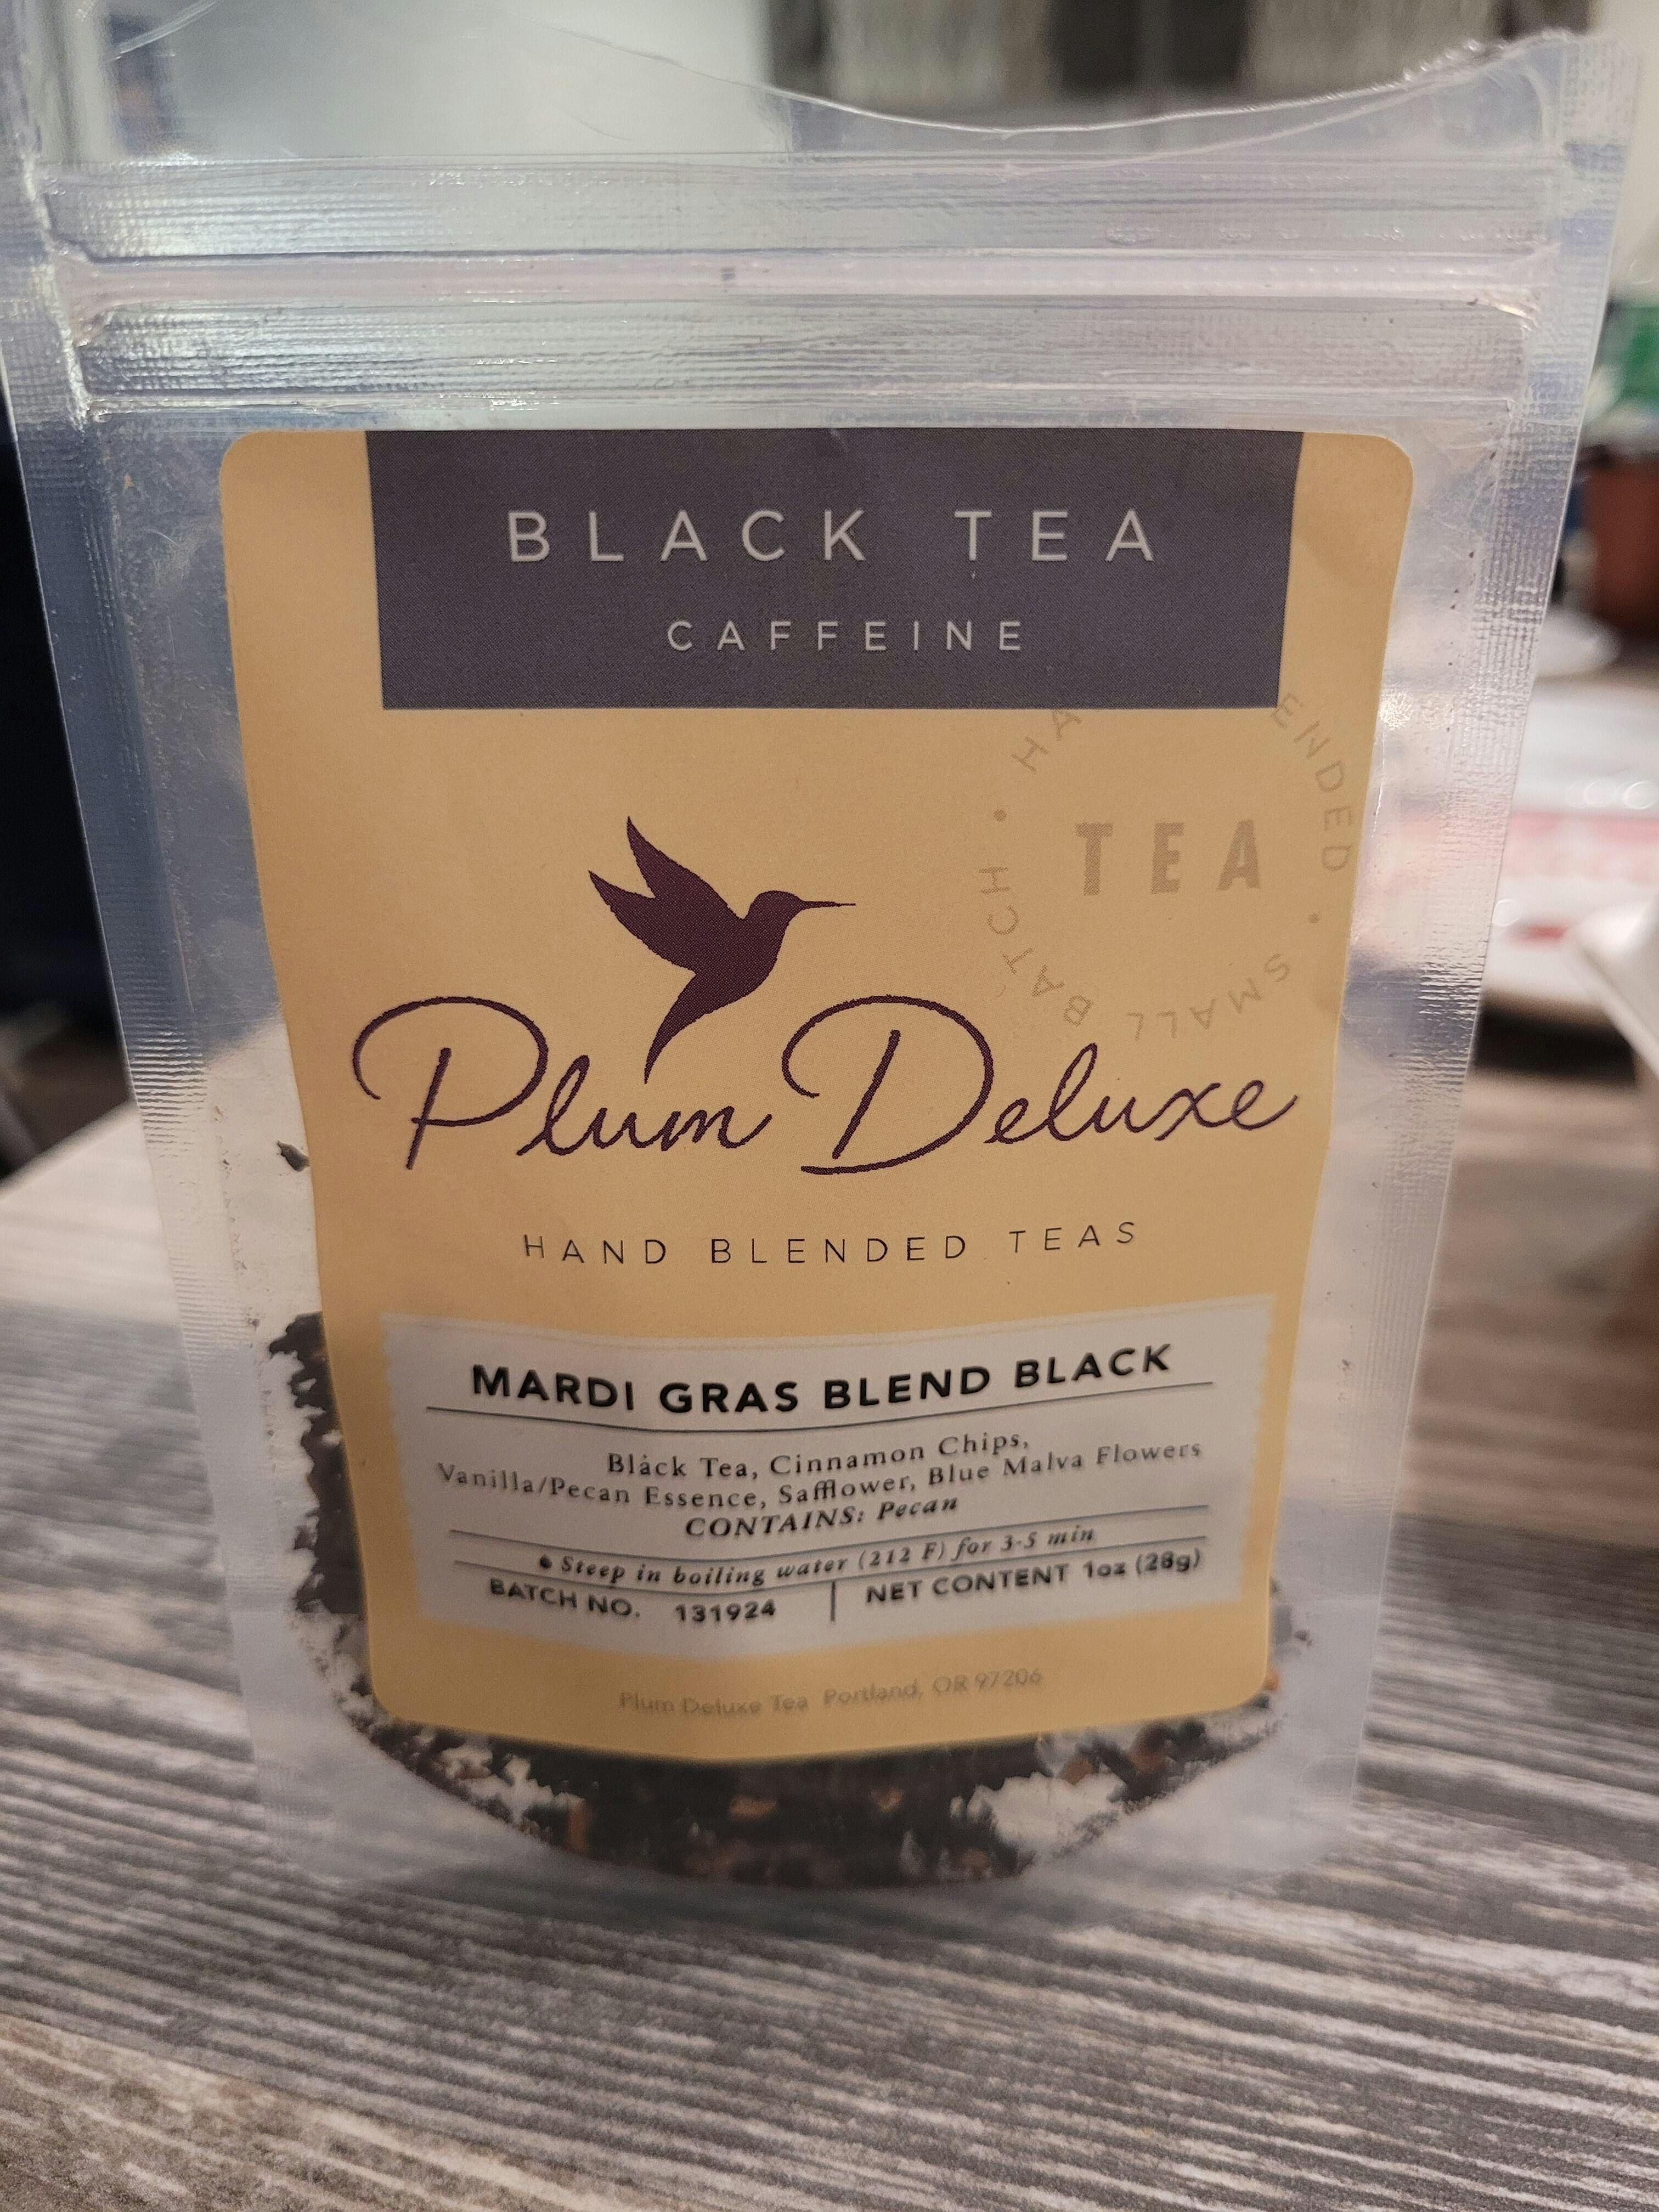 BLACK TEA
CAFFEINE
HA ENDED • SMALL BATCH •
TEA
Plum Deluxe
HAND BLENDED TEAS
MARDI GRAS BLEND BLACK
Black Tea, Cinnamon Chips,
Vanilla/Pecan Essence, Safflower, Blue Malva Flowers
CONTAINS: Pecan
• Steep in boiling water (212 F) for 3-5 min
BATCH NO. 131924 | NET CONTENT 1oz (28g)
Plum Deluxe Tea Portland, OR 97206